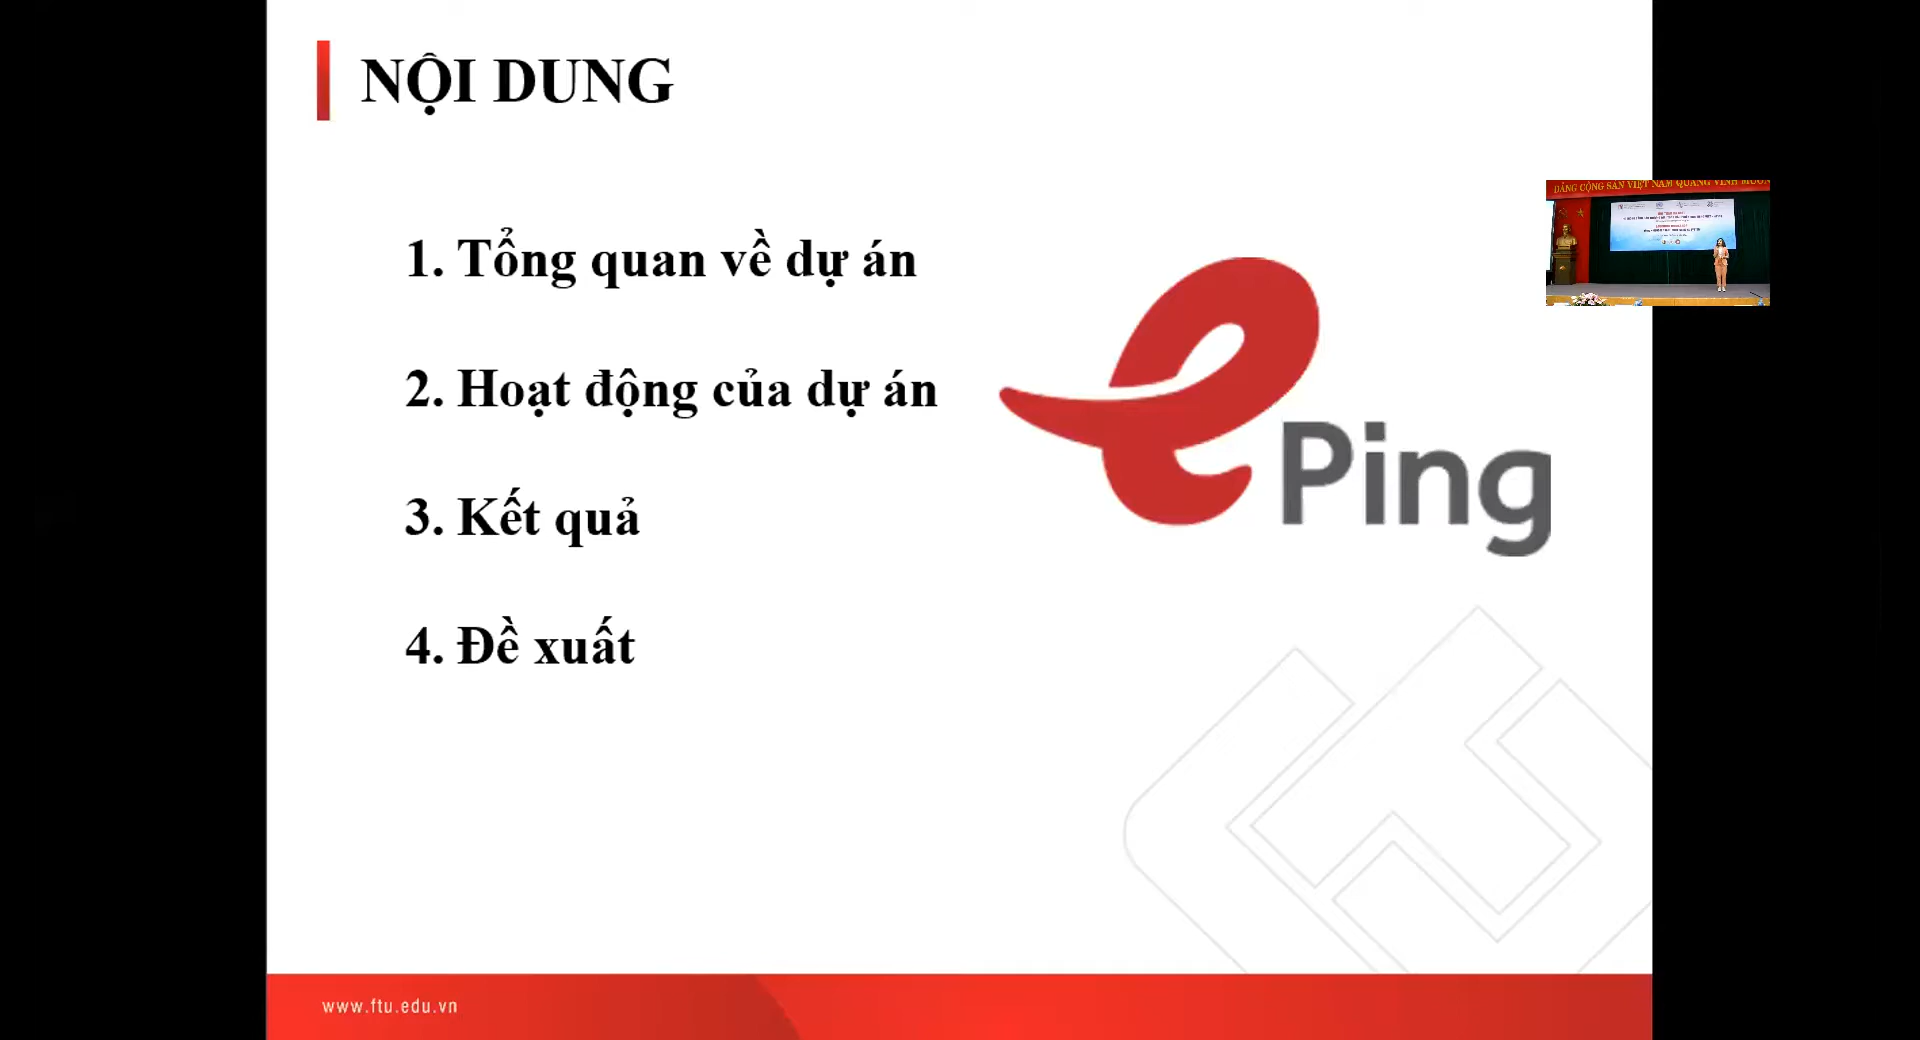 NỘI DUNG
1. Tổng quan về dự án
2. Hoạt động của dự án
3. Kết quả
4. Đề xuất
ePing
ĐẢNG CỘNG SẢN VIỆT NAM QUANG VINH MUÔN
www.ftu.edu.vn